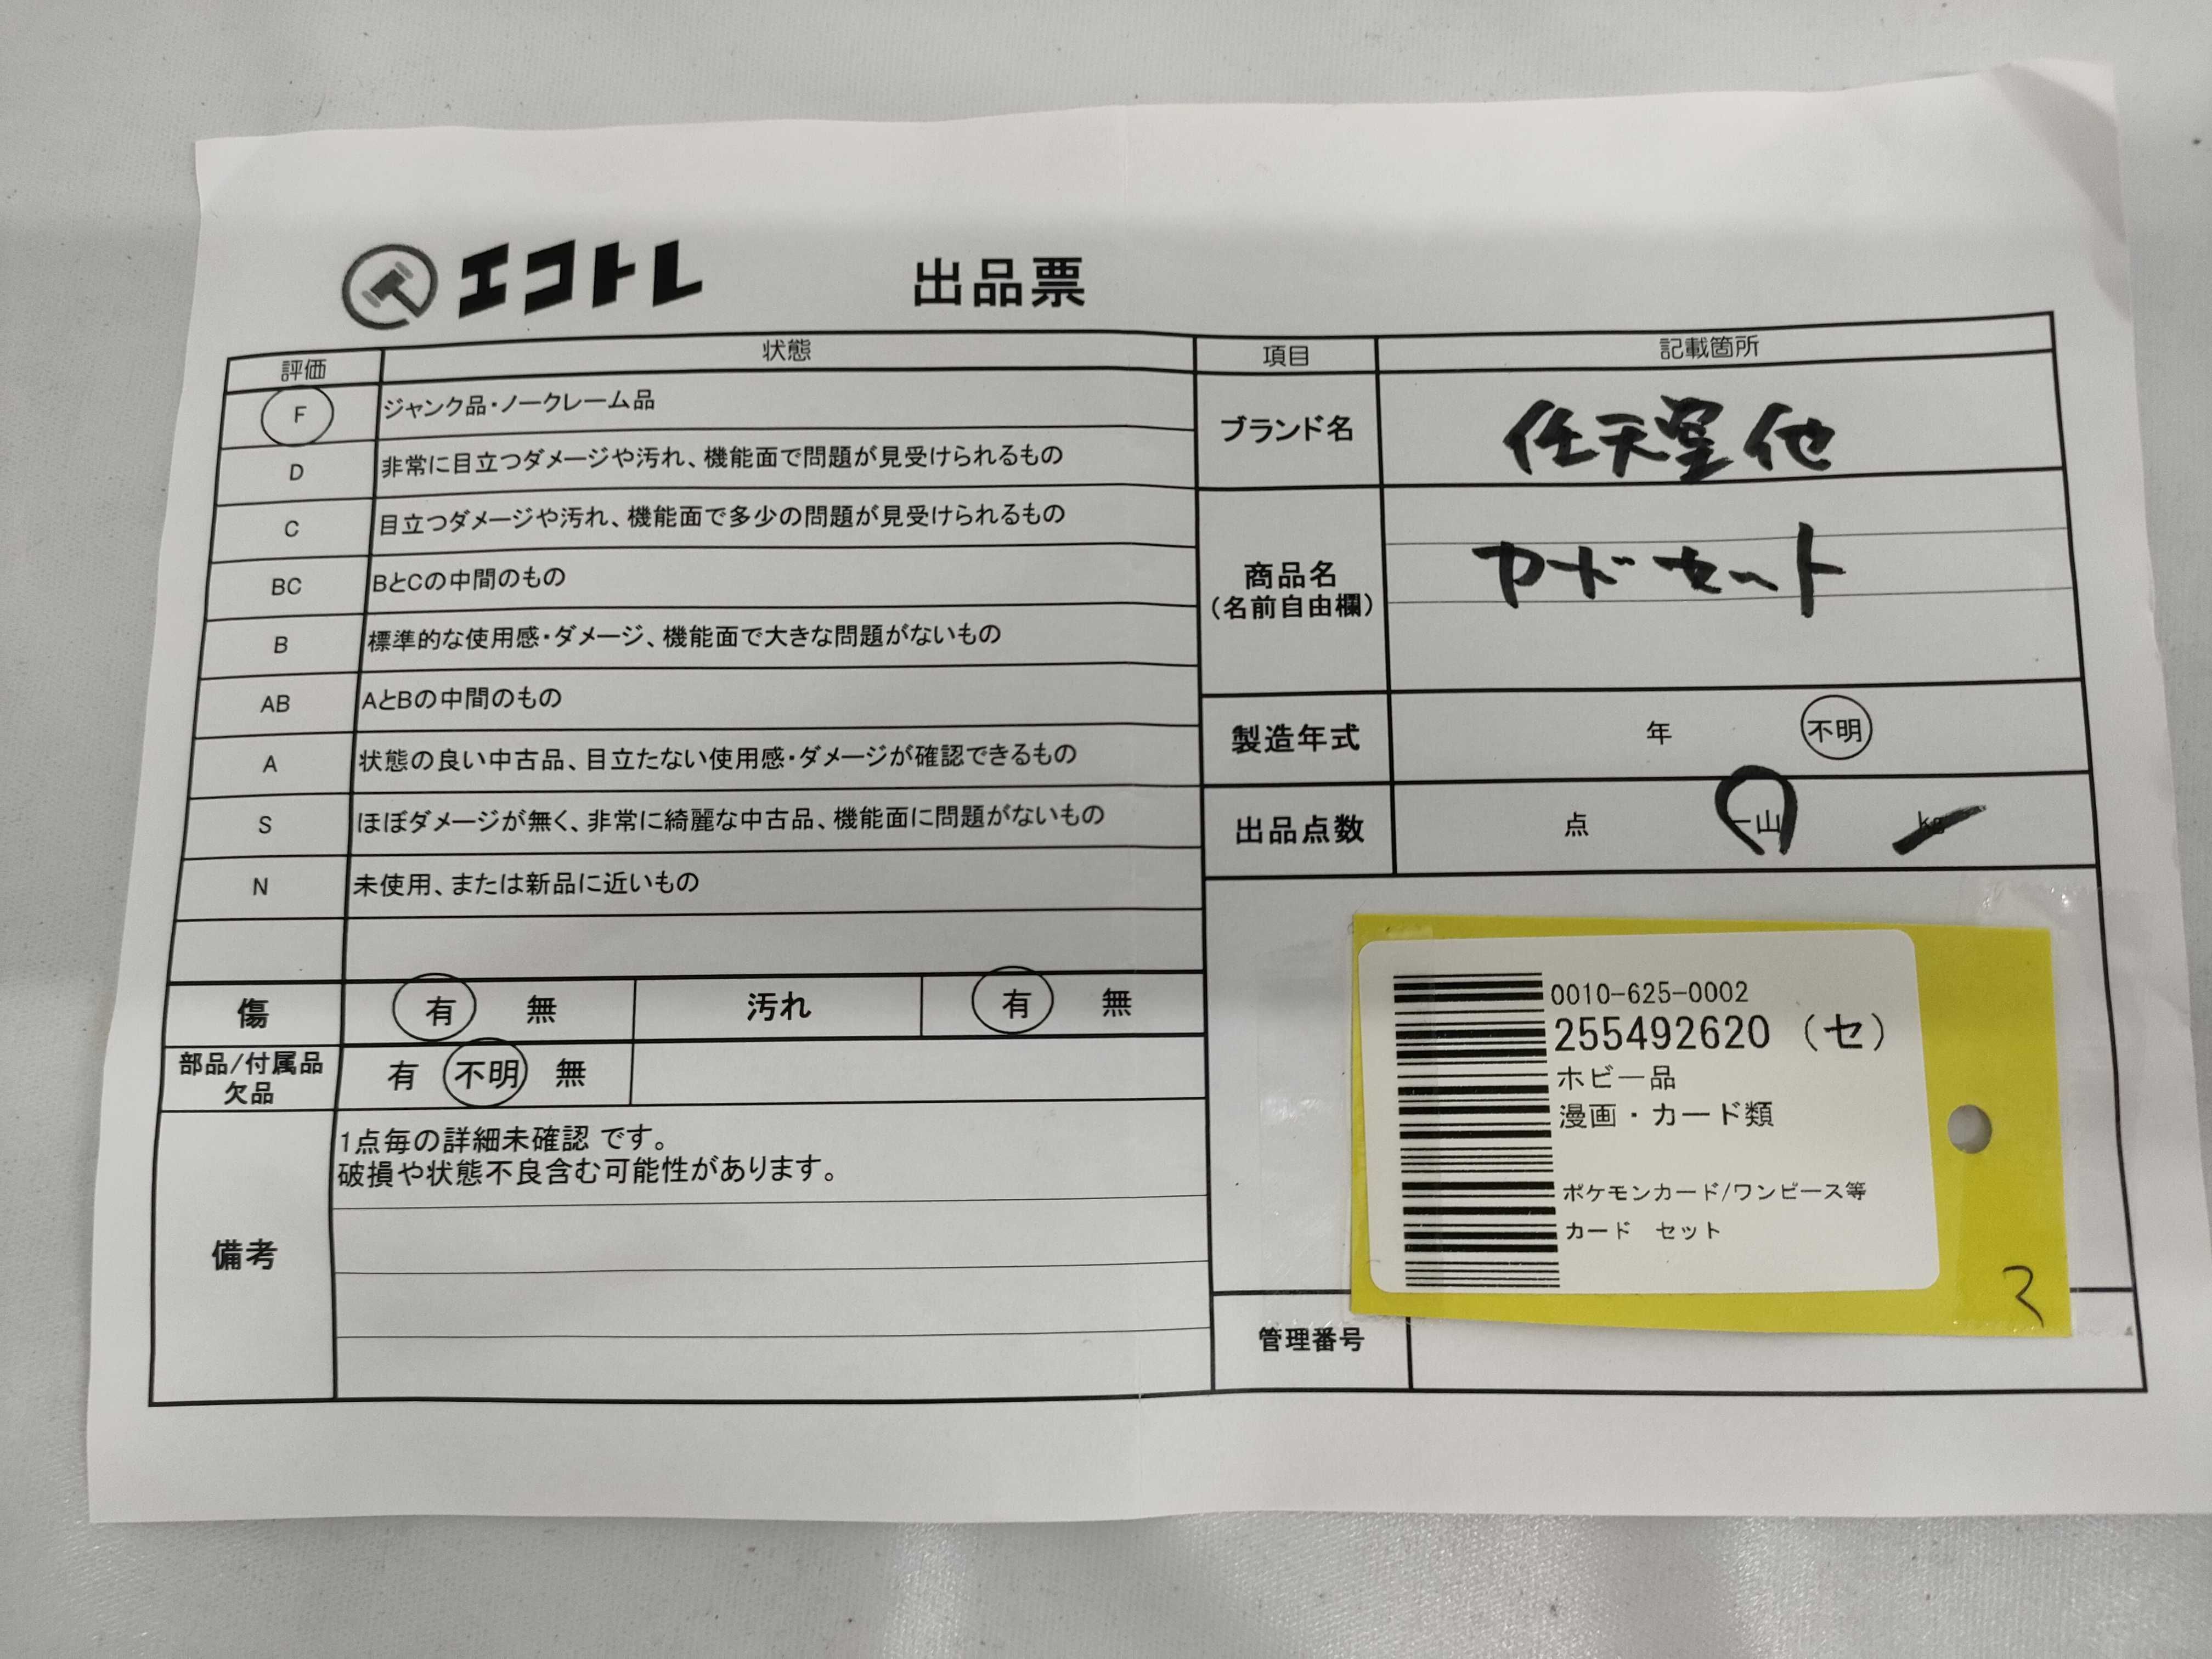 エコトレ
出品票
評価 状態
F ジャンク品・ノークレーム品
D 非常に目立つダメージや汚れ、機能面で問題が見受けられるもの
C 目立つダメージや汚れ、機能面で多少の問題が見受けられるもの
BC BとCの中間のもの
B 標準的な使用感・ダメージ、機能面で大きな問題がないもの
AB AとBの中間のもの
A 状態の良い中古品、目立たない使用感・ダメージが確認できるもの
S ほぼダメージが無く、非常に綺麗な中古品、機能面に問題がないもの
N 未使用、または新品に近いもの
傷 有 無 汚れ 有 無
部品/付属品
欠品
有 不明 無
備考
1点毎の詳細未確認 です。
破損や状態不良含む可能性があります。
項目 記載箇所
ブランド名 任天堂 他
商品名
(名前自由欄)
カードセット
製造年式 年 不明
出品点数 点 一山 kg
0010-625-0002
255492620 (セ)
ホビー品
漫画・カード類
ポケモンカード/ワンピース等
カード セット
管理番号